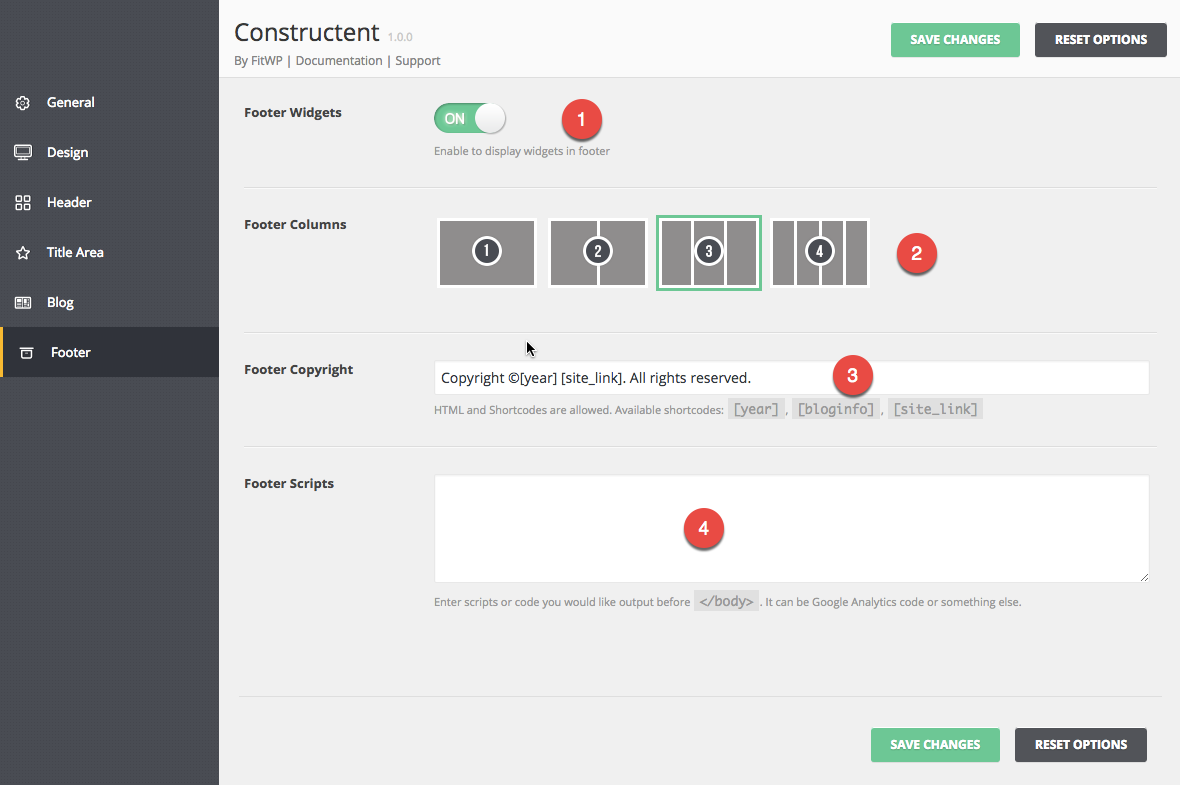 Constructent 1.0.0
By FitWP | Documentation | Support
SAVE CHANGES
RESET OPTIONS
General
Design
Header
Title Area
Blog
Footer
Footer Widgets
ON
1
Enable to display widgets in footer
Footer Columns
1
2
3
4
2
Footer Copyright
Copyright ©[year] [site_link]. All rights reserved.
3
HTML and Shortcodes are allowed. Available shortcodes: [year] , [bloginfo] , [site_link]
Footer Scripts
4
Enter scripts or code you would like output before </body> . It can be Google Analytics code or something else.
SAVE CHANGES
RESET OPTIONS